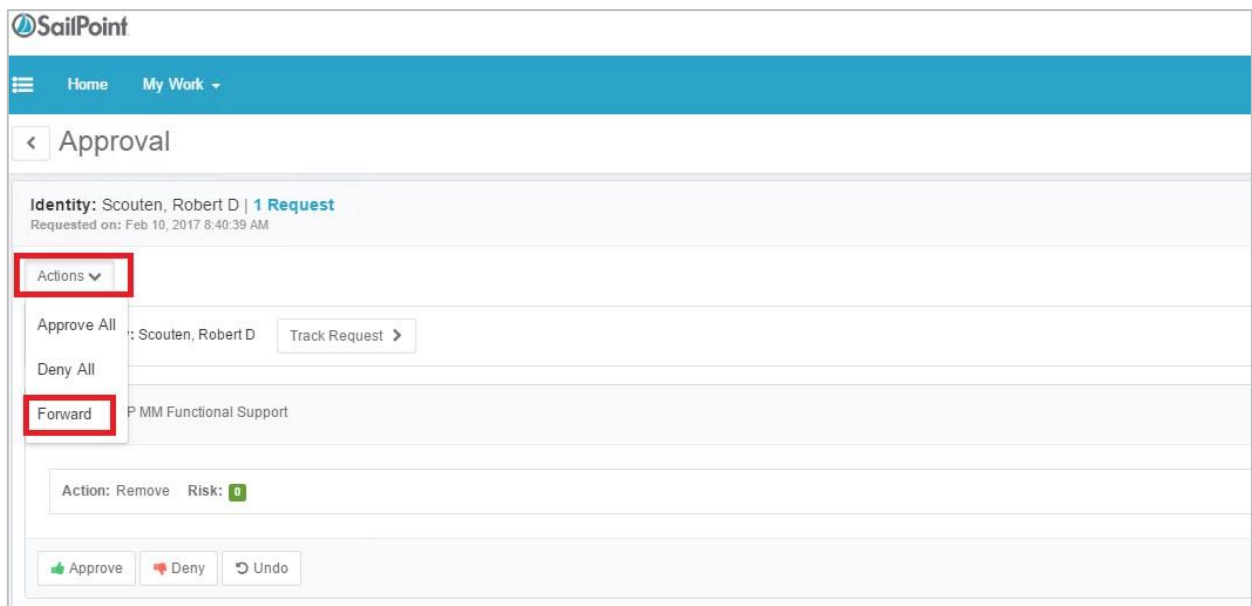 SailPoint
Home My Work
Approval
Identity: Scouten, Robert D | 1 Request
Requested on: Feb 10, 2017 8:40:39 AM
Actions
Approve All
: Scouten, Robert D Track Request
Deny All
Forward P MM Functional Support
Action: Remove Risk: 0
Approve Deny Undo